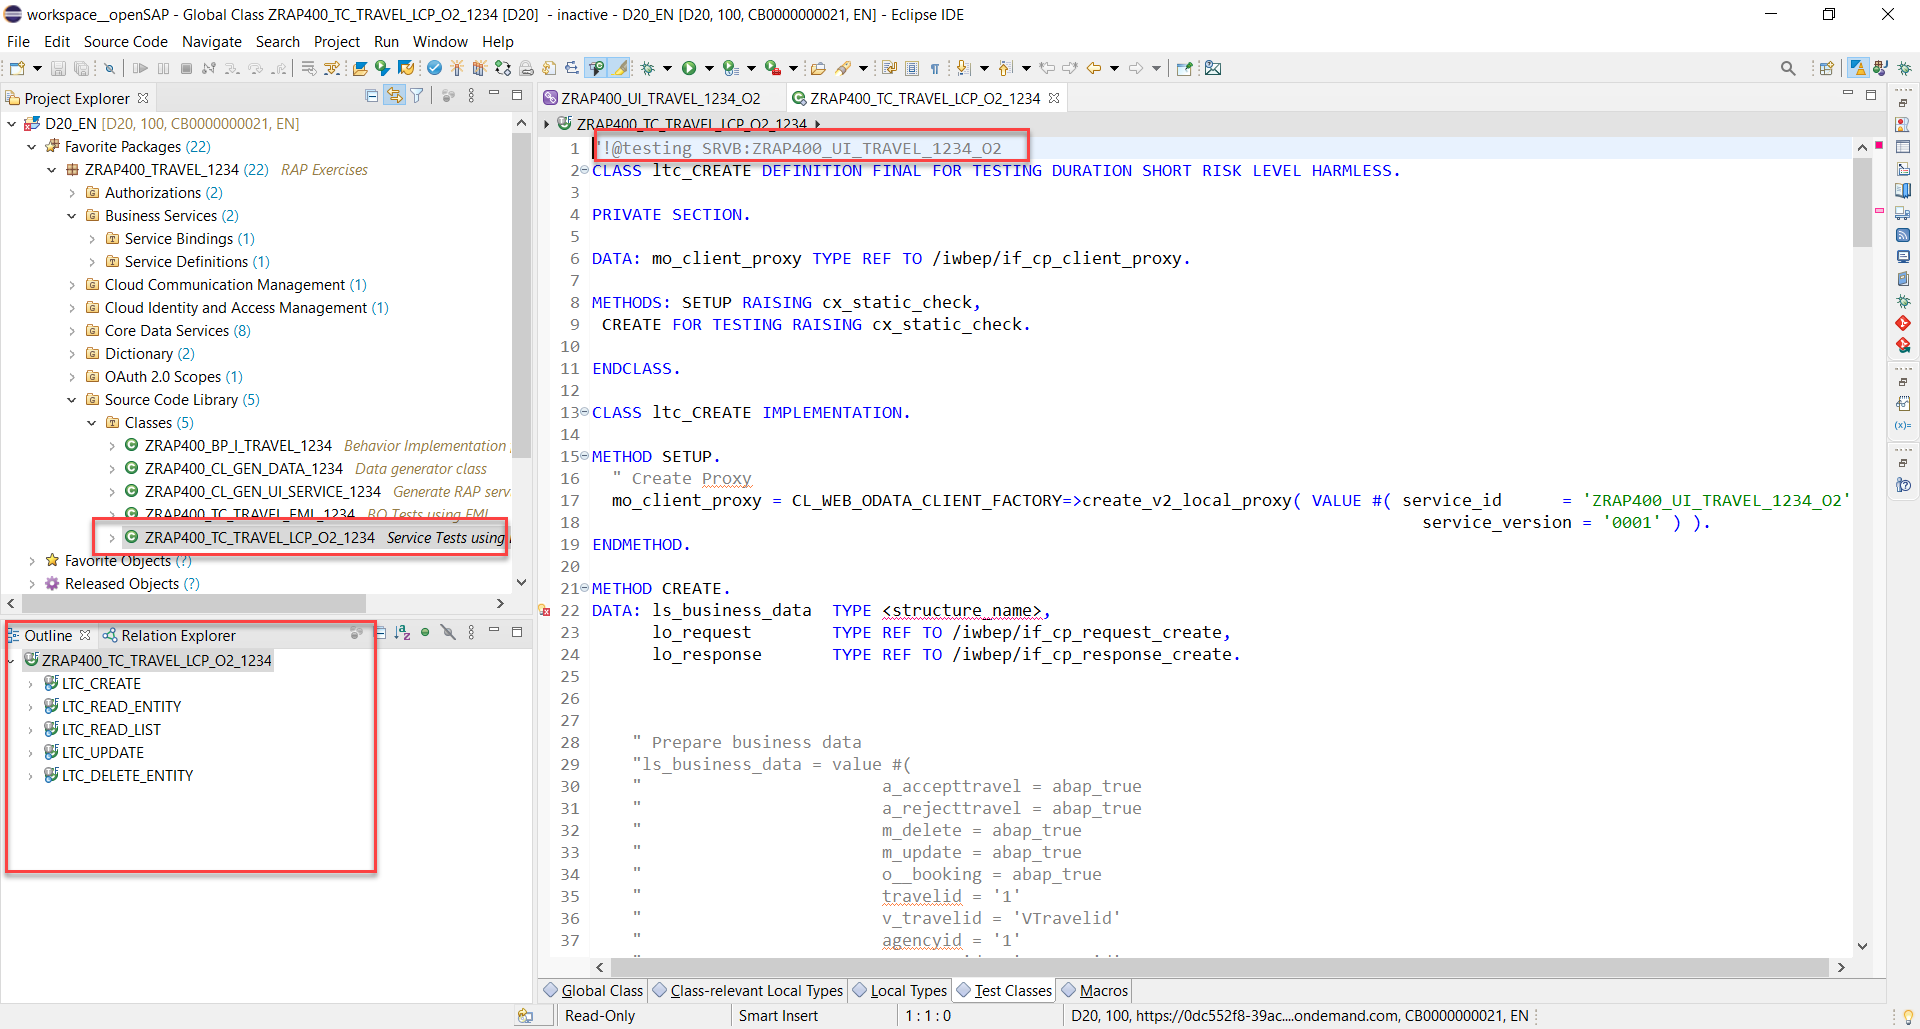 workspace__openSAP - Global Class ZRAP400_TC_TRAVEL_LCP_O2_1234 [D20]  - inactive - D20_EN [D20, 100, CB0000000021, EN] - Eclipse IDE
File Edit Source Code Navigate Search Project Run Window Help
Project Explorer
D20_EN [D20, 100, CB0000000021, EN]
Favorite Packages (22)
ZRAP400_TRAVEL_1234 (22) RAP Exercises
Authorizations (2)
Business Services (2)
Service Bindings (1)
Service Definitions (1)
Cloud Communication Management (1)
Cloud Identity and Access Management (1)
Core Data Services (8)
Dictionary (2)
OAuth 2.0 Scopes (1)
Source Code Library (5)
Classes (5)
ZRAP400_BP_I_TRAVEL_1234 Behavior Implementation
ZRAP400_CL_GEN_DATA_1234 Data generator class
ZRAP400_CL_GEN_UI_SERVICE_1234 Generate RAP serv
ZRAP400_TC_TRAVEL_EML_1234 BO Tests using EML
ZRAP400_TC_TRAVEL_LCP_O2_1234 Service Tests using
Favorite Objects (?)
Released Objects (?)
Outline Relation Explorer
ZRAP400_TC_TRAVEL_LCP_O2_1234
LTC_CREATE
LTC_READ_ENTITY
LTC_READ_LIST
LTC_UPDATE
LTC_DELETE_ENTITY
ZRAP400_UI_TRAVEL_1234_O2 ZRAP400_TC_TRAVEL_LCP_O2_1234
ZRAP400_TC_TRAVEL_LCP_O2_1234
1 "!@testing SRVB:ZRAP400_UI_TRAVEL_1234_O2
2 CLASS ltc_CREATE DEFINITION FINAL FOR TESTING DURATION SHORT RISK LEVEL HARMLESS.
3
4 PRIVATE SECTION.
5
6 DATA: mo_client_proxy TYPE REF TO /iwbep/if_cp_client_proxy.
7
8 METHODS: SETUP RAISING cx_static_check,
9 CREATE FOR TESTING RAISING cx_static_check.
10
11 ENDCLASS.
12
13 CLASS ltc_CREATE IMPLEMENTATION.
14
15 METHOD SETUP.
16 " Create Proxy
17 mo_client_proxy = CL_WEB_ODATA_CLIENT_FACTORY=>create_v2_local_proxy( VALUE #( service_id = 'ZRAP400_UI_TRAVEL_1234_O2'
18 service_version = '0001' ) ).
19 ENDMETHOD.
20
21 METHOD CREATE.
22 DATA: ls_business_data TYPE <structure_name>,
23 lo_request TYPE REF TO /iwbep/if_cp_request_create,
24 lo_response TYPE REF TO /iwbep/if_cp_response_create.
25
26
27
28 " Prepare business data
29 "ls_business_data = value #(
30 " a_accepttravel = abap_true
31 " a_rejecttravel = abap_true
32 " m_delete = abap_true
33 " m_update = abap_true
34 " o__booking = abap_true
35 " travelid = '1'
36 " v_travelid = 'VTravelid'
37 " agencyid = '1'
Global Class Class-relevant Local Types Local Types Test Classes Macros
Read-Only Smart Insert 1 : 1 : 0 D20, 100, https://0dc552f8-39ac....ondemand.com, CB0000000021, EN